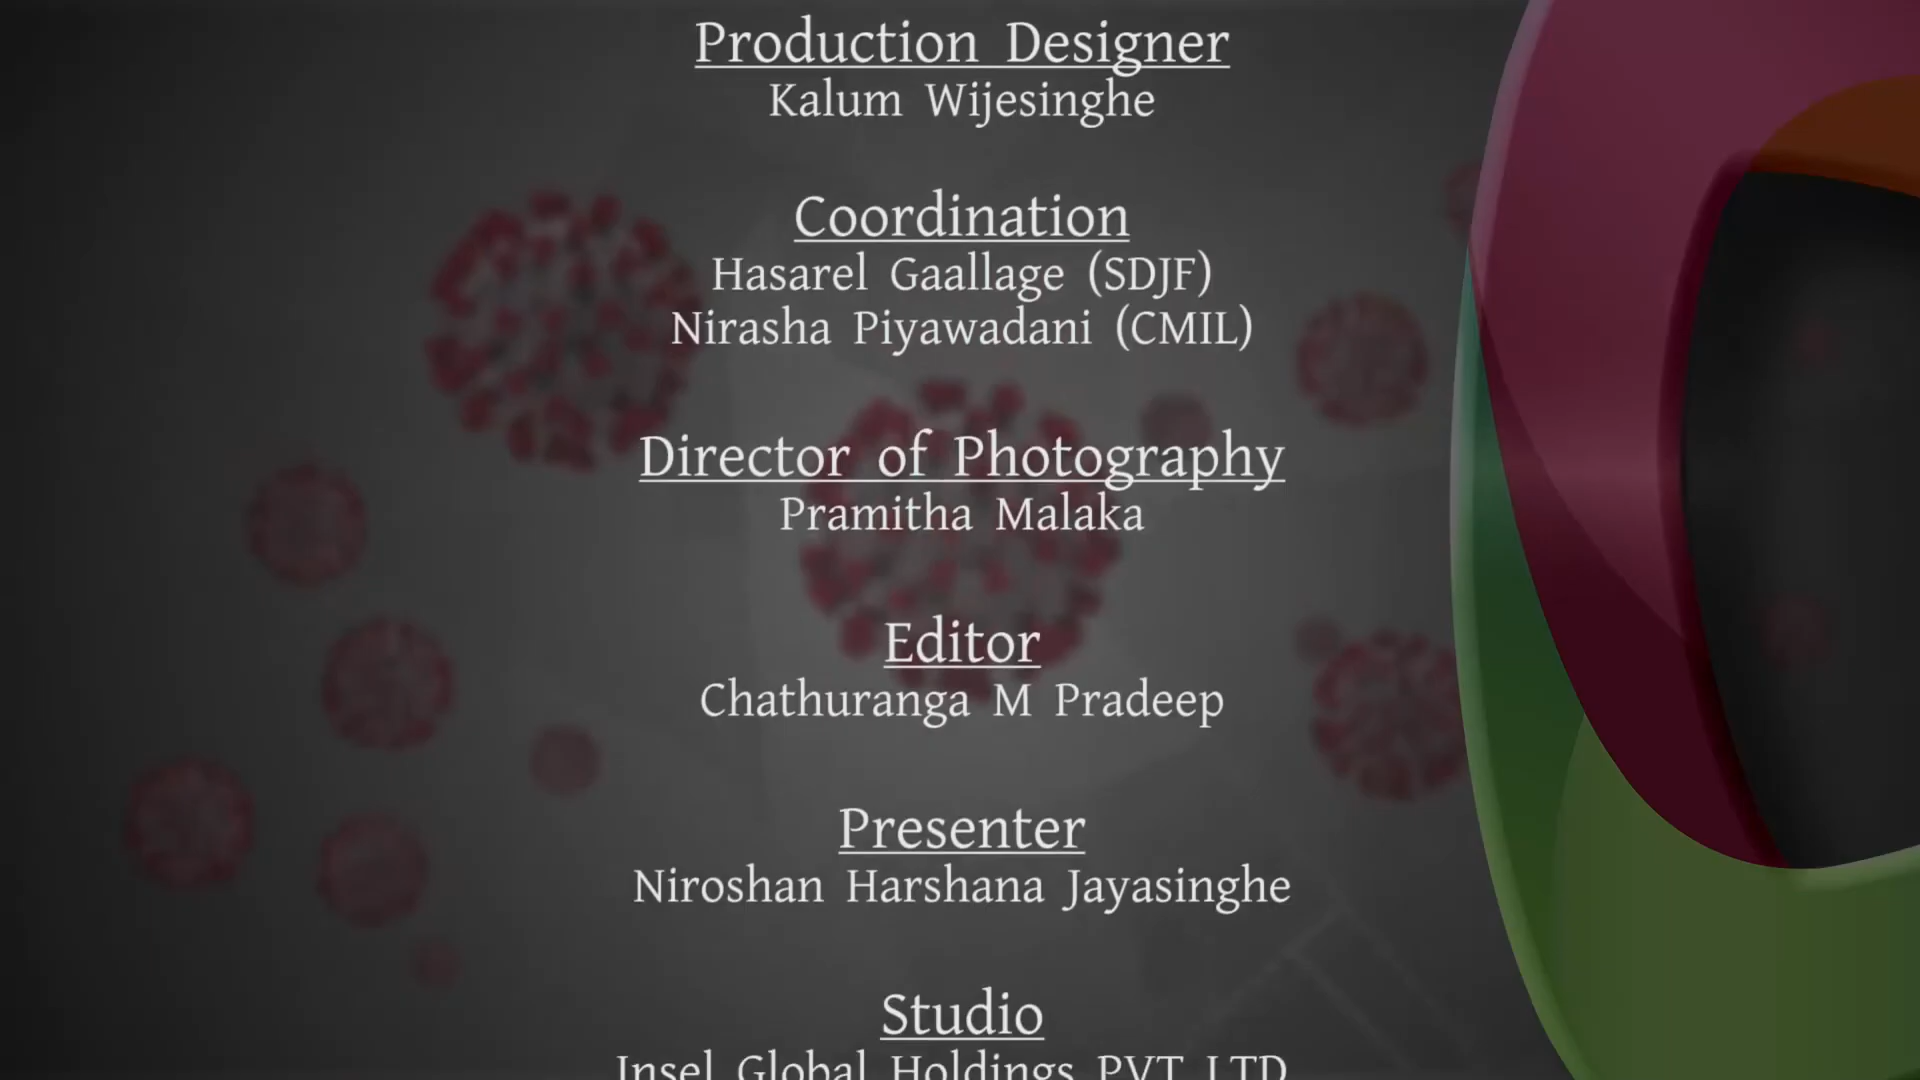 Production Designer
Kalum Wijesinghe
Coordination
Hasarel Gaallage (SDJF)
Nirasha Piyawadani (CMIL)
Director of Photography
Pramitha Malaka
Editor
Chathuranga M Pradeep
Presenter
Niroshan Harshana Jayasinghe
Studio
Insel Global Holdings PVT LTD